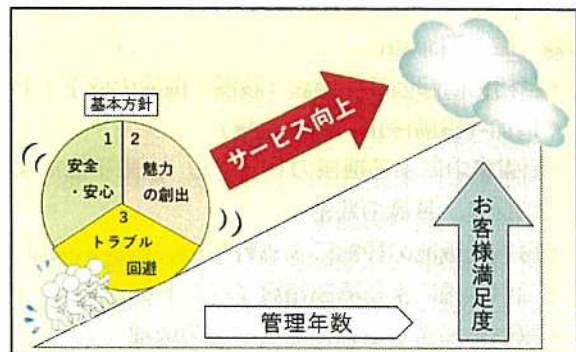 基本方針
1
安全
・安心
2
魅力
の創出
3
トラブル
回避
サービス向上
お客様満足度
管理年数